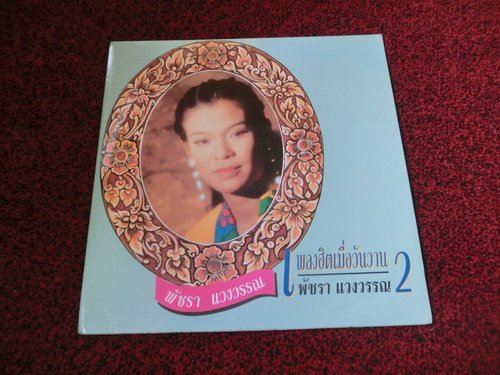 พัชรา แวงวรรณ
เพลงฮิตเมื่อวันวาน
พัชรา แวงวรรณ 2